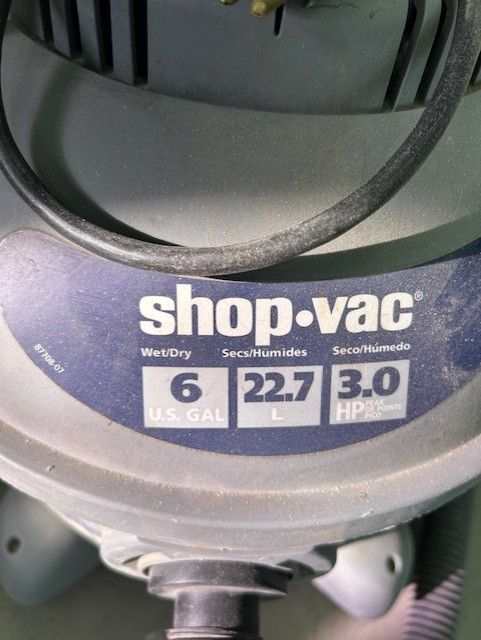 shop·vac®
Wet/Dry Secs/Humides Seco/Húmedo
6 22.7 3.0
U.S. GAL L HP PEAK
DE POINTE
PICO
87708-07